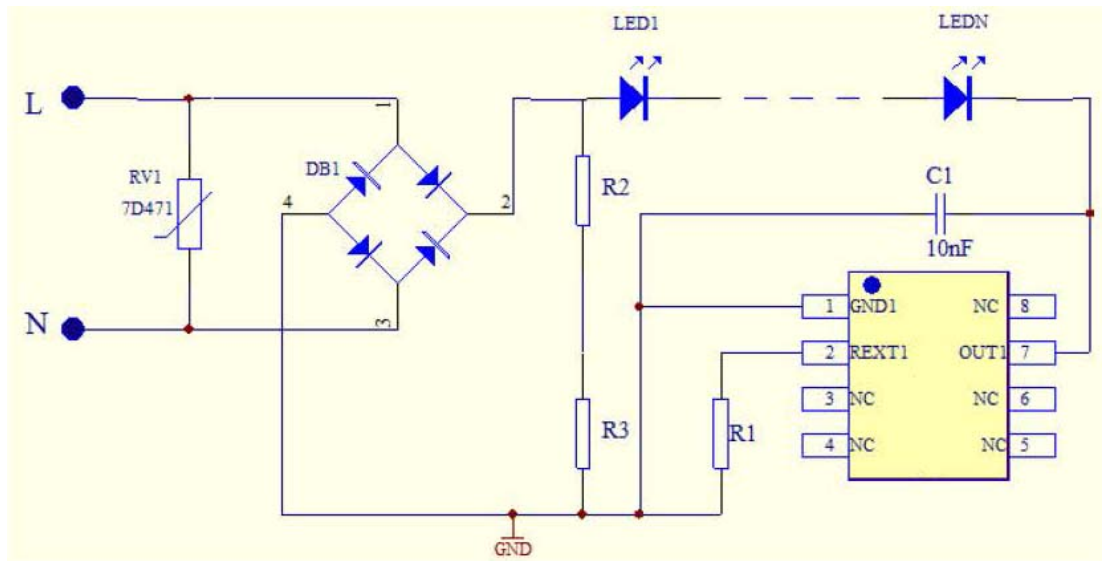 LED1
LEDN
L
1
RV1
7D471
DB1
4
2
R2
C1
10nF
N
3
1 GND1 NC 8
2 REXT1 OUT1 7
3 NC NC 6
4 NC NC 5
R3
R1
GND